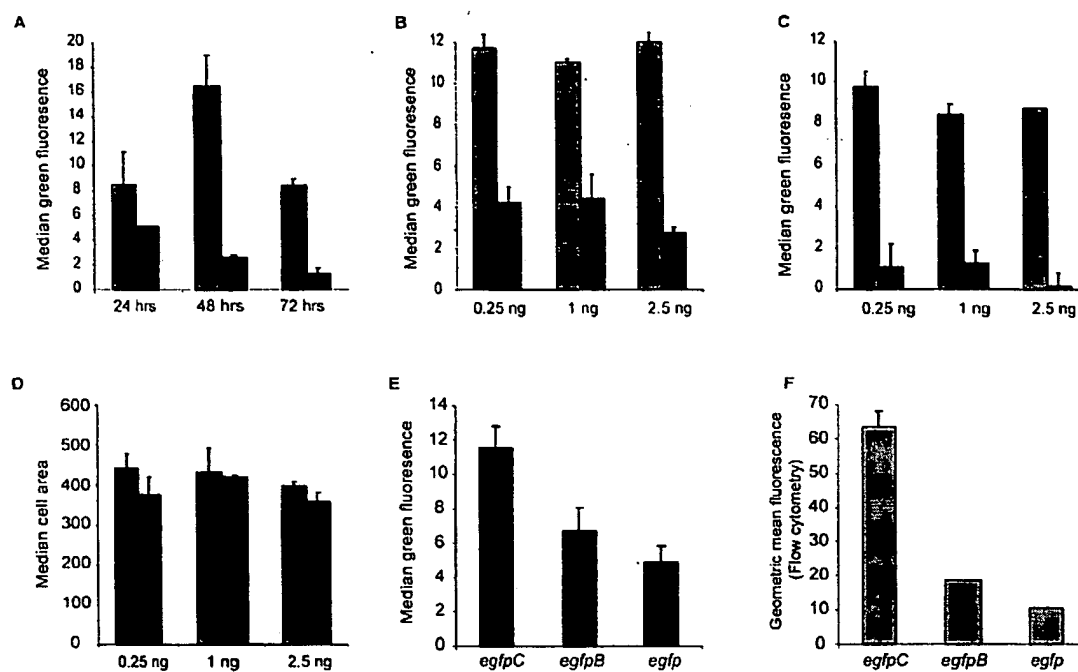 A
Median green fluoresence
20
18
16
14
12
10
8
6
4
2
0
24 hrs 48 hrs 72 hrs
B
Median green fluoresence
12
10
8
6
4
2
0
0.25 ng 1 ng 2.5 ng
C
Median green fluoresence
12
10
8
6
4
2
0
0.25 ng 1 ng 2.5 ng
D
Median cell area
600
500
400
300
200
100
0
0.25 ng 1 ng 2.5 ng
E
Median green fluoresence
14
12
10
8
6
4
2
0
egfpC egfpB egfp
F
Geometric mean fluorescence
(Flow cytometry)
70
60
50
40
30
20
10
0
egfpC egfpB egfp